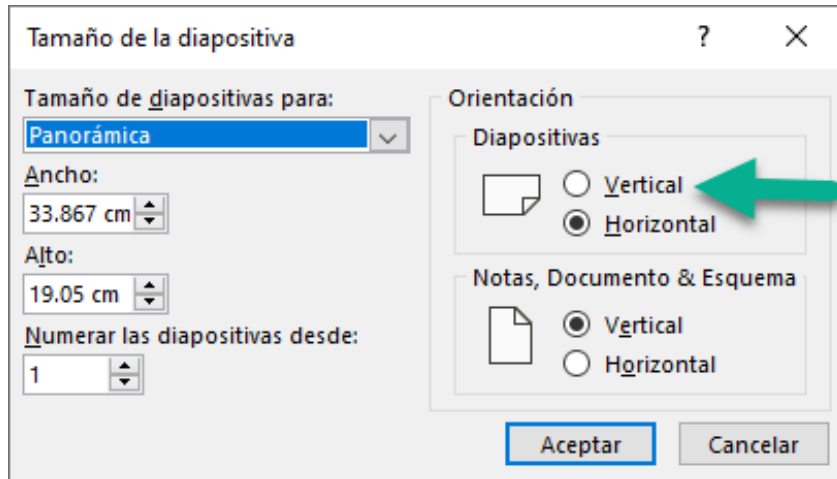 Tamaño de la diapositiva
?
Tamaño de diapositivas para:
Panorámica
Ancho:
33.867 cm
Alto:
19.05 cm
Numerar las diapositivas desde:
1
Orientación
Diapositivas
Vertical
Horizontal
Notas, Documento & Esquema
Vertical
Horizontal
Aceptar
Cancelar